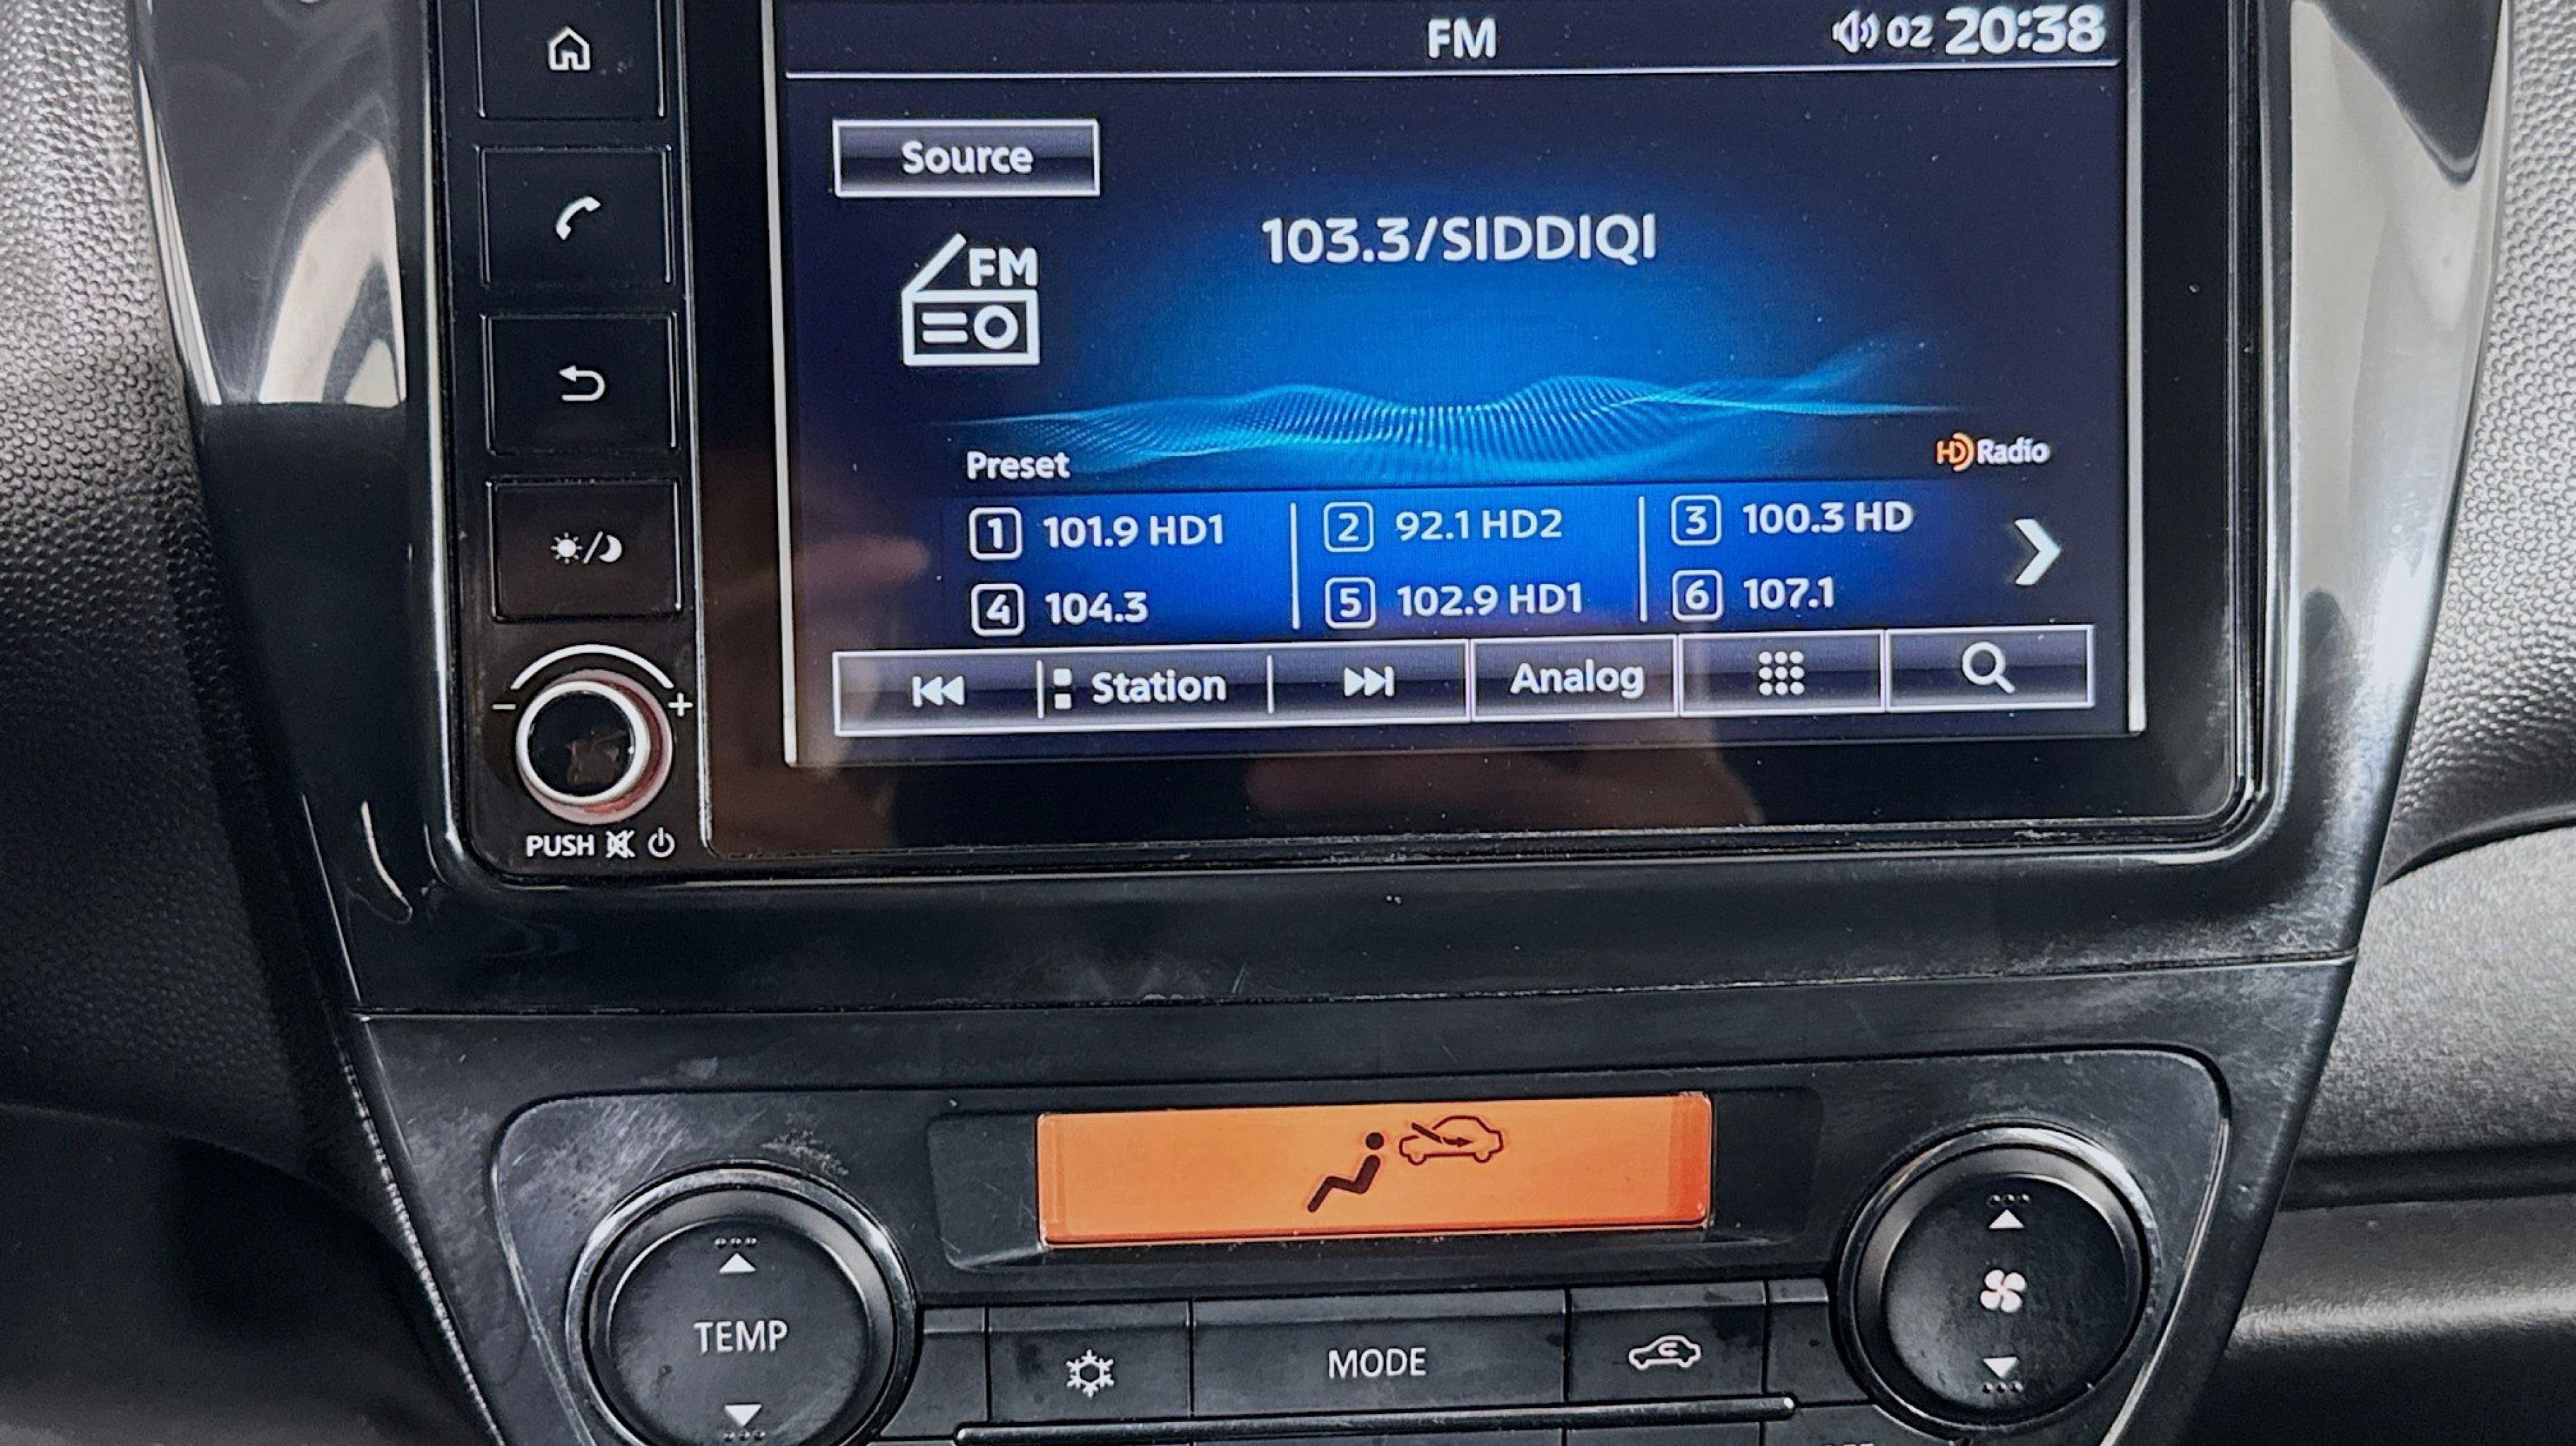 FM
02 20:38
Source
FM
103.3/SIDDIQI
HD Radio
Preset
1 101.9 HD1
2 92.1 HD2
3 100.3 HD
4 104.3
5 102.9 HD1
6 107.1
Station
Analog
- +
PUSH
TEMP
MODE